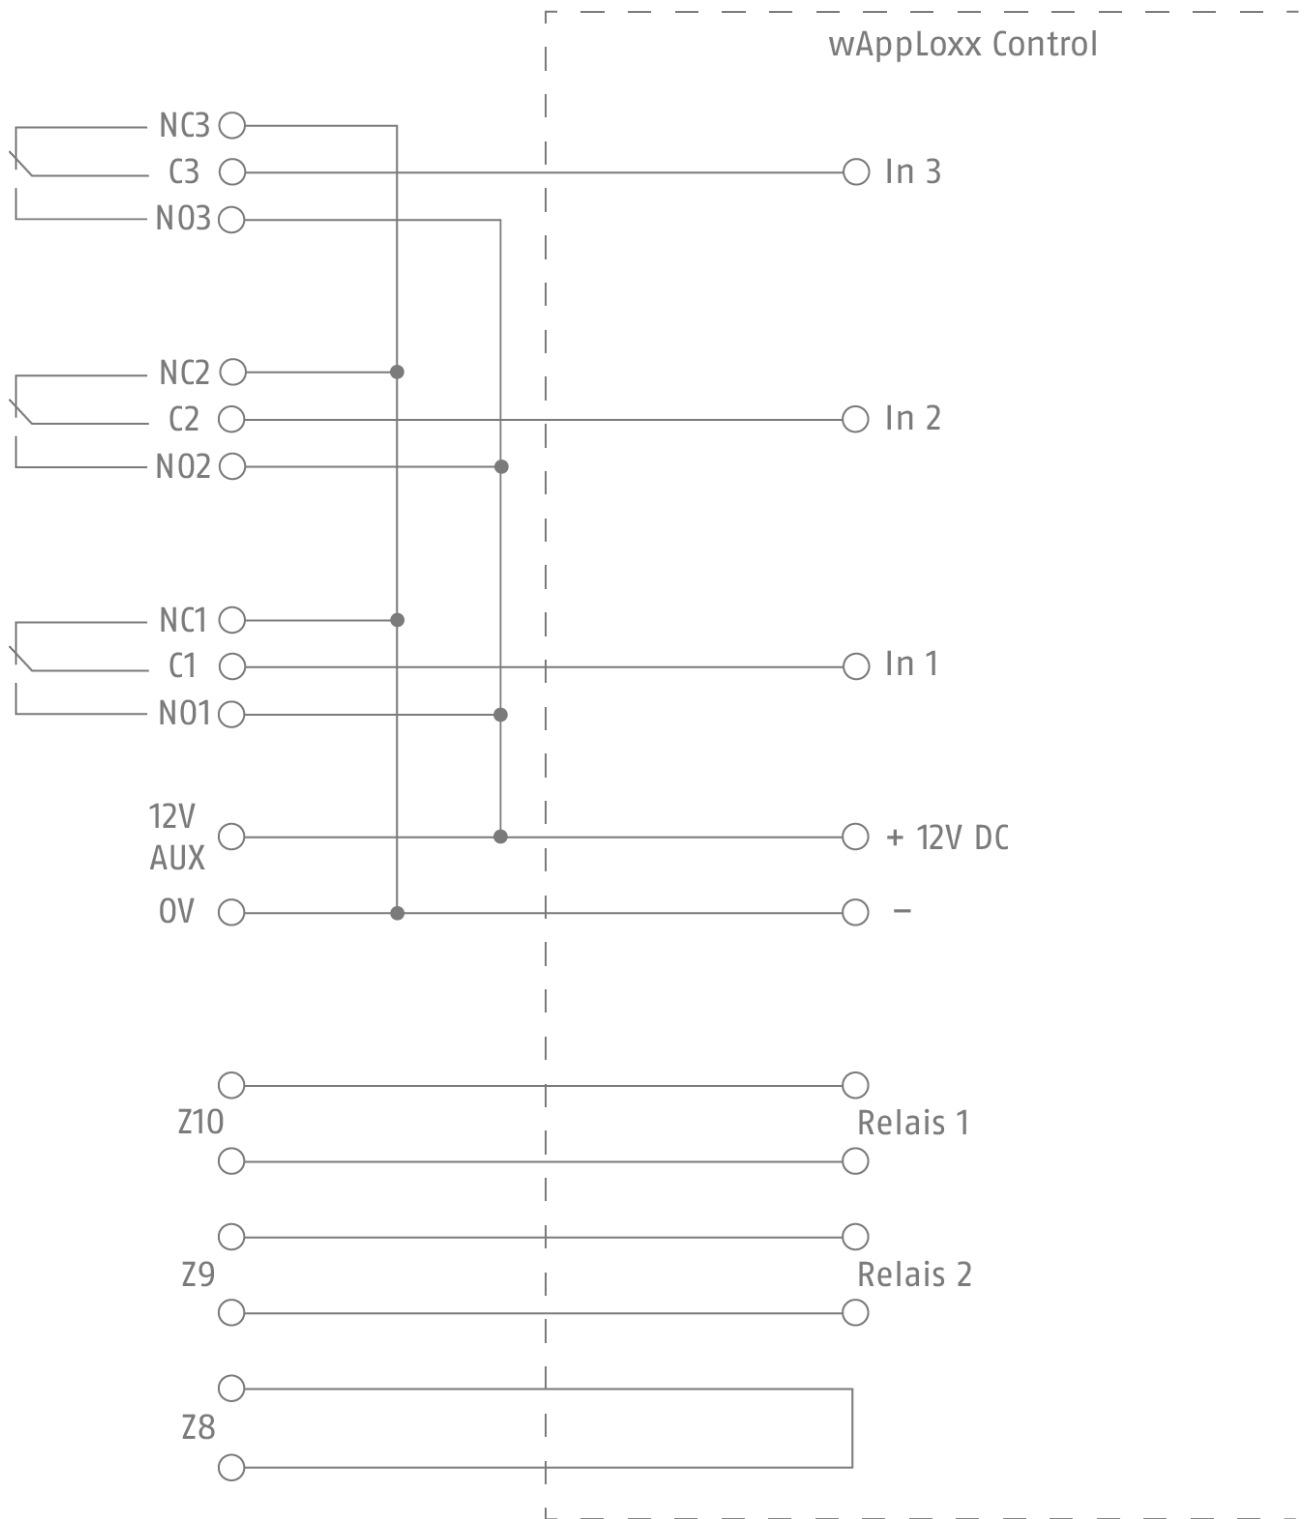 wAppLoxx Control
NC3
C3 In 3
NO3
NC2
C2 In 2
NO2
NC1
C1 In 1
NO1
12V
AUX + 12V DC
0V –
Z10 Relais 1
Z9 Relais 2
Z8